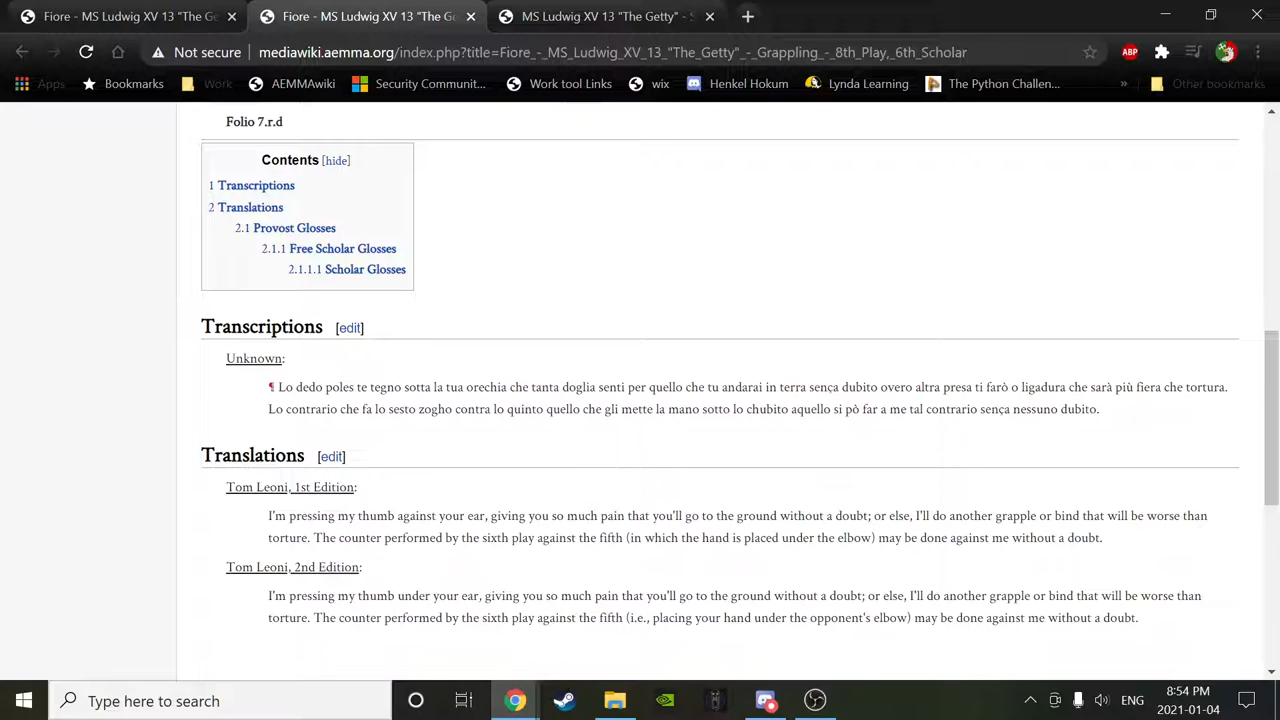 Fiore - MS Ludwig XV 13 "The Ge
Fiore - MS Ludwig XV 13 "The Ge
MS Ludwig XV 13 "The Getty" - S
Not secure
mediawiki.aemma.org/index.php?title=Fiore_-_MS_Ludwig_XV_13_"The_Getty"_-_Grappling_-_8th_Play,_6th_Scholar
ABP
Apps
Bookmarks
Work
AEMMAwiki
Security Communit...
Work tool Links
wix
Henkel Hokum
Lynda Learning
The Python Challen...
»
Other bookmarks
Folio 7.r.d
Contents [hide]
1 Transcriptions
2 Translations
2.1 Provost Glosses
2.1.1 Free Scholar Glosses
2.1.1.1 Scholar Glosses
Transcriptions [edit]
Unknown:
¶ Lo dedo poles te tegno sotta la tua orechia che tanta doglia senti per quello che tu andarai in terra sença dubito overo altra presa ti farò o ligadura che sarà più fiera che tortura.
Lo contrario che fa lo sesto zogho contra lo quinto quello che gli mette la mano sotto lo chubito aquello si pò far a me tal contrario sença nessuno dubito.
Translations [edit]
Tom Leoni, 1st Edition:
I'm pressing my thumb against your ear, giving you so much pain that you'll go to the ground without a doubt; or else, I'll do another grapple or bind that will be worse than
torture. The counter performed by the sixth play against the fifth (in which the hand is placed under the elbow) may be done against me without a doubt.
Tom Leoni, 2nd Edition:
I'm pressing my thumb under your ear, giving you so much pain that you'll go to the ground without a doubt; or else, I'll do another grapple or bind that will be worse than
torture. The counter performed by the sixth play against the fifth (i.e., placing your hand under the opponent's elbow) may be done against me without a doubt.
Type here to search
ENG
8:54 PM
2021-01-04